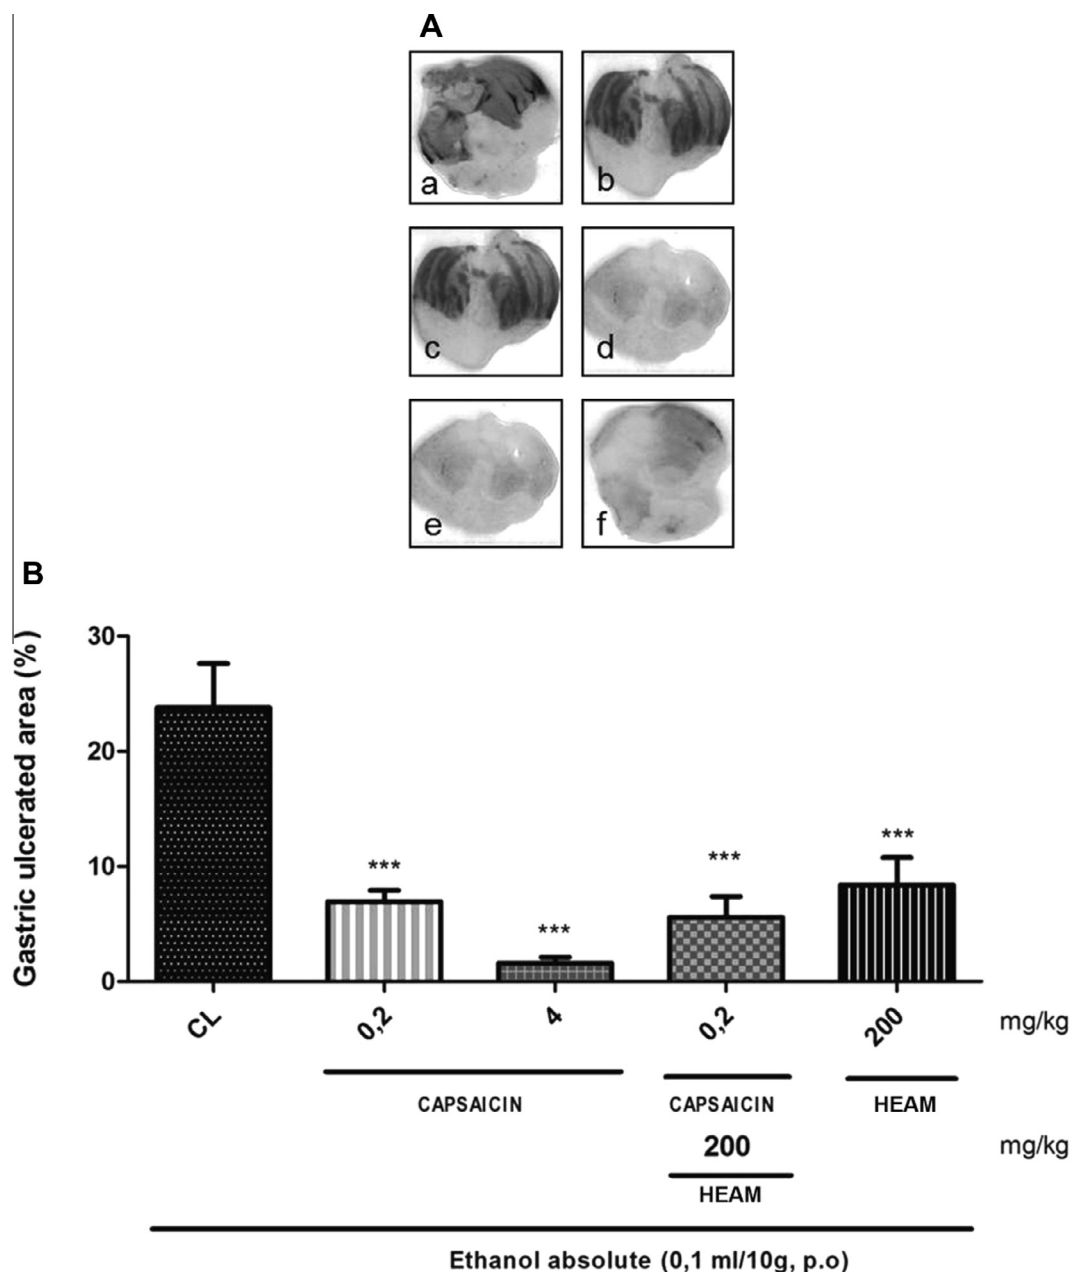 A
a
b
c
d
e
f
B
Gastric ulcerated area (%)
30
20
10
0
***
***
***
***
CL
0,2
4
0,2
200
mg/kg
CAPSAICIN
CAPSAICIN
HEAM
200
mg/kg
HEAM
Ethanol absolute (0,1 ml/10g, p.o)